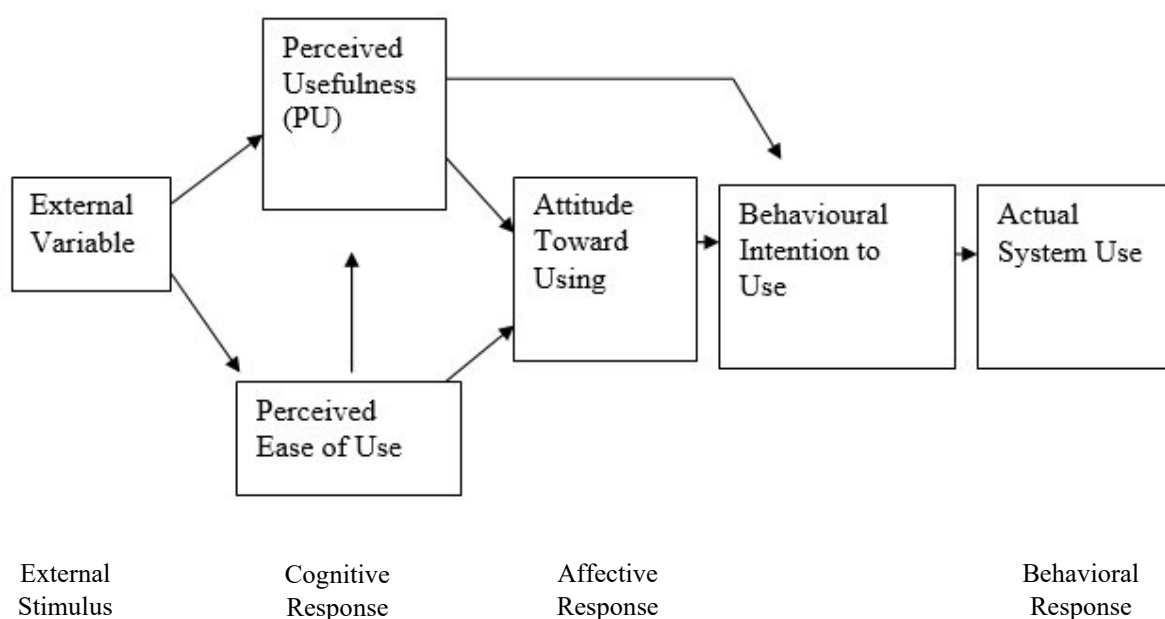 Perceived
Usefulness
(PU)
External
Variable
Attitude
Toward
Using
Behavioural
Intention to
Use
Actual
System Use
Perceived
Ease of Use
External
Stimulus
Cognitive
Response
Affective
Response
Behavioral
Response